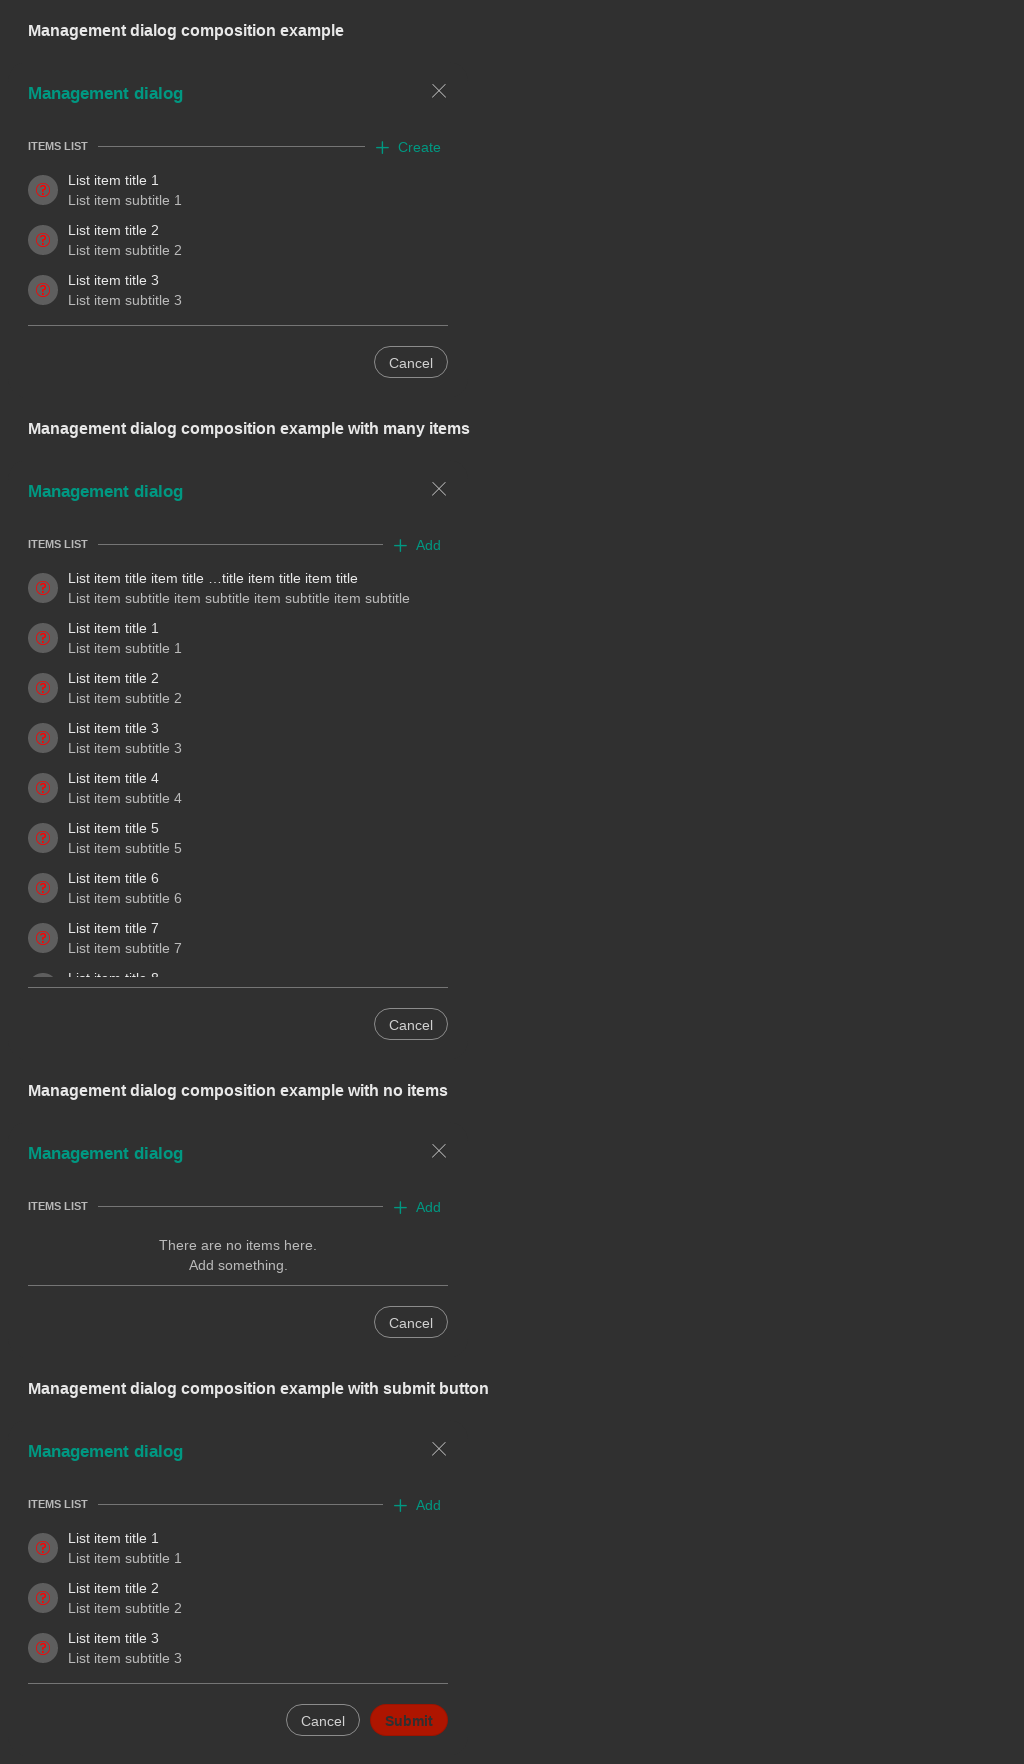 Management dialog composition example
Management dialog
ITEMS LIST
Create
List item title 1
List item subtitle 1
List item title 2
List item subtitle 2
List item title 3
List item subtitle 3
Cancel
Management dialog composition example with many items
Management dialog
ITEMS LIST
Add
List item title item title …title item title item title
List item subtitle item subtitle item subtitle item subtitle
List item title 1
List item subtitle 1
List item title 2
List item subtitle 2
List item title 3
List item subtitle 3
List item title 4
List item subtitle 4
List item title 5
List item subtitle 5
List item title 6
List item subtitle 6
List item title 7
List item subtitle 7
List item title 8
Cancel
Management dialog composition example with no items
Management dialog
ITEMS LIST
Add
There are no items here.
Add something.
Cancel
Management dialog composition example with submit button
Management dialog
ITEMS LIST
Add
List item title 1
List item subtitle 1
List item title 2
List item subtitle 2
List item title 3
List item subtitle 3
Cancel
Submit